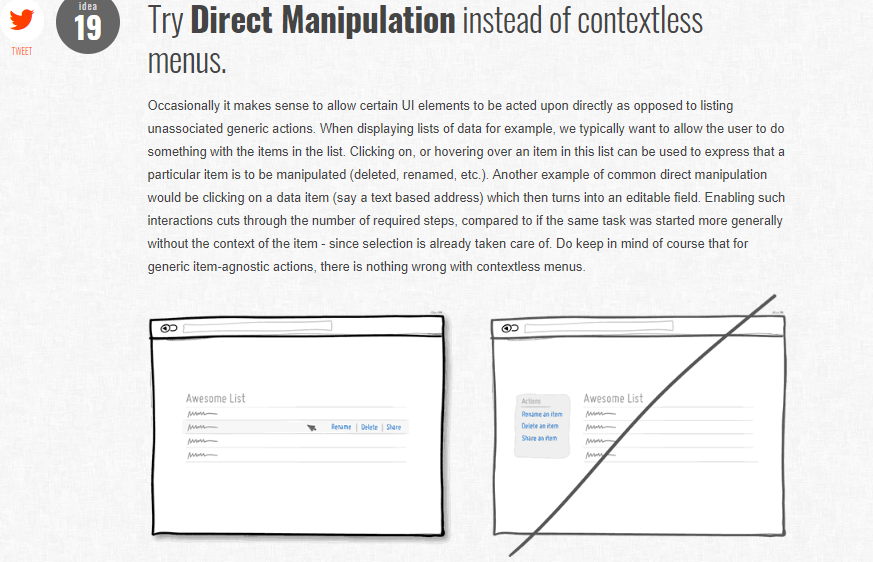 idea
19
TWEET
Try Direct Manipulation instead of contextless
menus.
Occasionally it makes sense to allow certain UI elements to be acted upon directly as opposed to listing
unassociated generic actions. When displaying lists of data for example, we typically want to allow the user to do
something with the items in the list. Clicking on, or hovering over an item in this list can be used to express that a
particular item is to be manipulated (deleted, renamed, etc.). Another example of common direct manipulation
would be clicking on a data item (say a text based address) which then turns into an editable field. Enabling such
interactions cuts through the number of required steps, compared to if the same task was started more generally
without the context of the item - since selection is already taken care of. Do keep in mind of course that for
generic item-agnostic actions, there is nothing wrong with contextless menus.
Awesome List
Rename | Delete | Share
Actions
Rename an item
Delete an item
Share an item
Awesome List